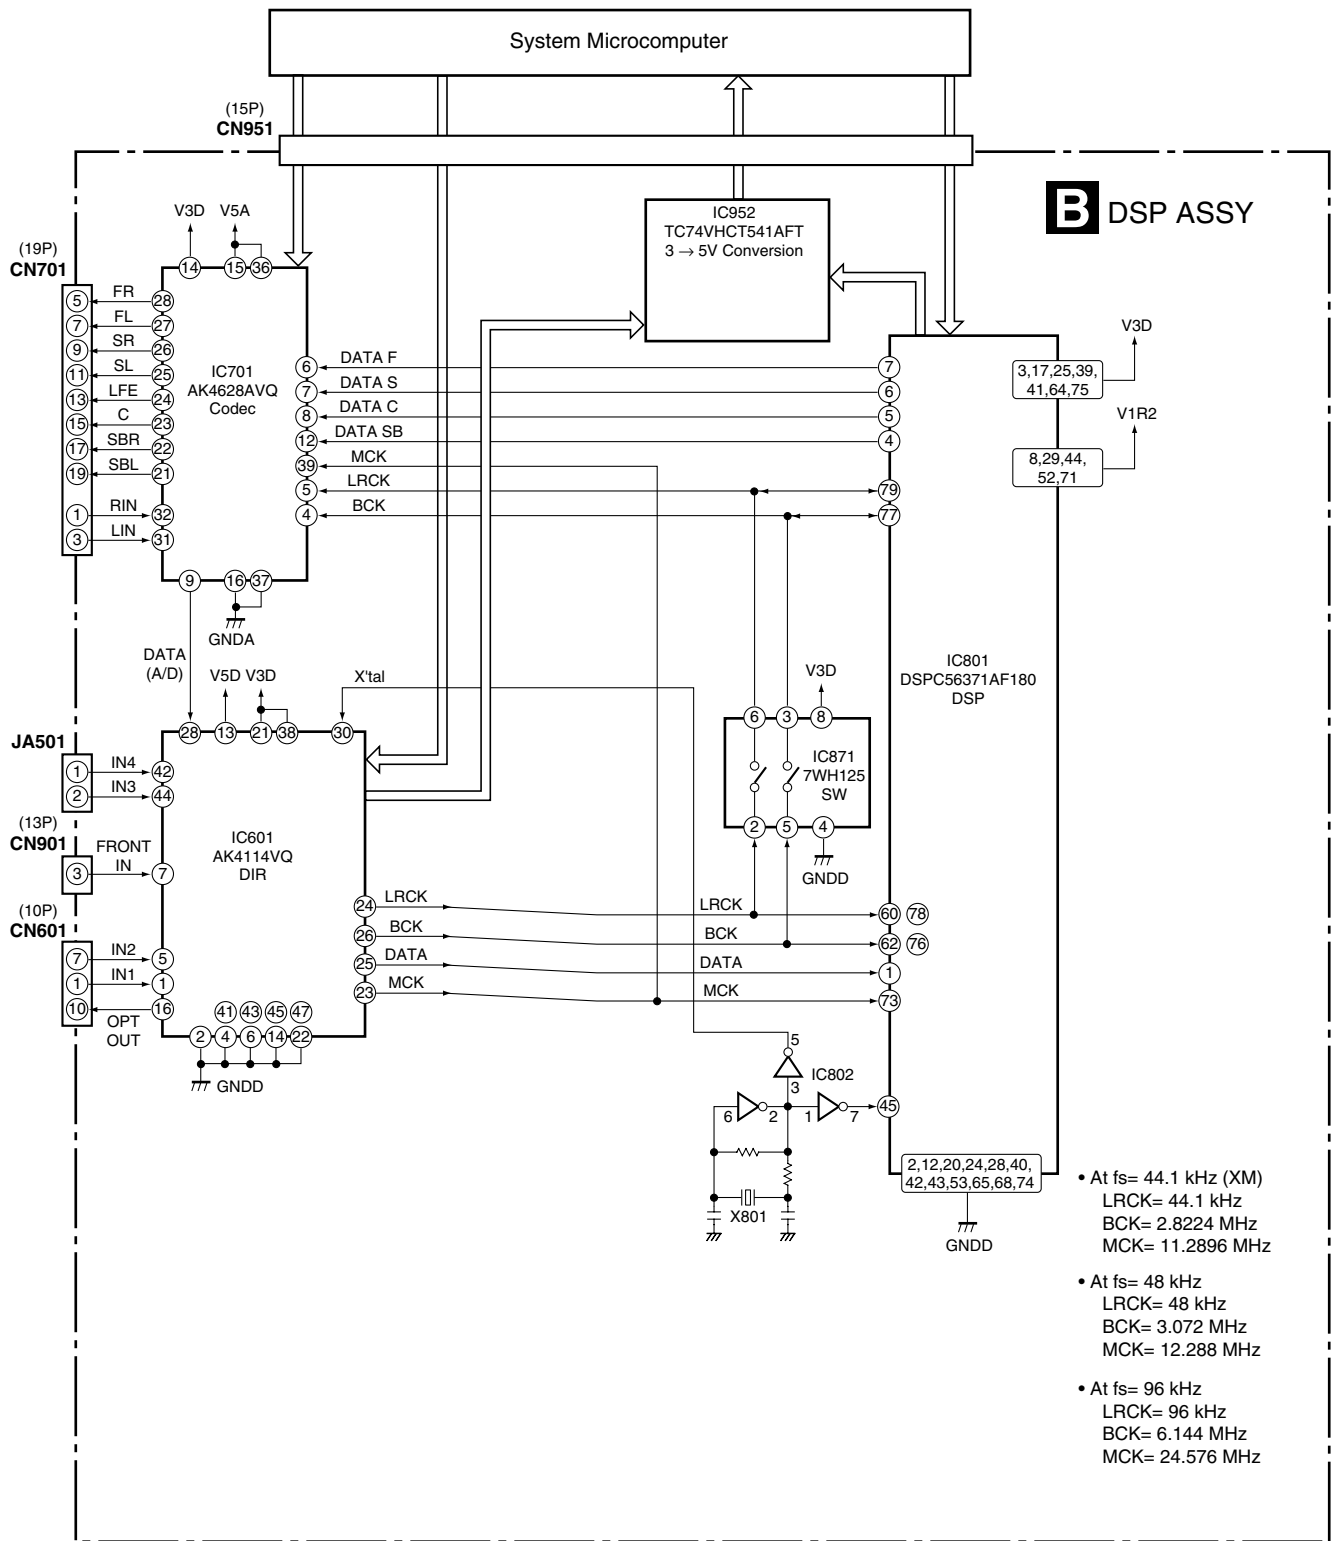 System Microcomputer
(15P)
CN951
B DSP ASSY
IC952
TC74VHCT541AFT
3 → 5V Conversion
V3D V5A
(19P)
CN701
14 15 36
5 FR 28
7 FL 27
9 SR 26
11 SL 25
13 LFE 24
15 C 23
17 SBR 22
19 SBL 21
1 RIN 32
3 LIN 31
IC701
AK4628AVQ
Codec
6 DATA F 7
7 DATA S 6
8 DATA C 5
12 DATA SB 4
39 MCK
5 LRCK 79
4 BCK 77
V3D
3,17,25,39,
41,64,75
V1R2
8,29,44,
52,71
9 16 37
GNDA
DATA
(A/D)
V5D V3D
X'tal
28 13 21 38 30
IC801
DSPC56371AF180
DSP
V3D
6 3 8
IC871
7WH125
SW
2 5 4
GNDD
JA501
1 IN4 42
2 IN3 44
(13P)
CN901
FRONT
IN
3 7
IC601
AK4114VQ
DIR
(10P)
CN601
7 IN2 5
1 IN1 1
10 16
OPT
OUT
24 LRCK LRCK 60 78
26 BCK BCK 62 76
25 DATA DATA 1
23 MCK MCK 73
41 43 45 47
2 4 6 14 22
GNDD
5
IC802
3
6 2 1 7 45
X801
2,12,20,24,28,40,
42,43,53,65,68,74
GNDD
• At fs= 44.1 kHz (XM)
LRCK= 44.1 kHz
BCK= 2.8224 MHz
MCK= 11.2896 MHz
• At fs= 48 kHz
LRCK= 48 kHz
BCK= 3.072 MHz
MCK= 12.288 MHz
• At fs= 96 kHz
LRCK= 96 kHz
BCK= 6.144 MHz
MCK= 24.576 MHz